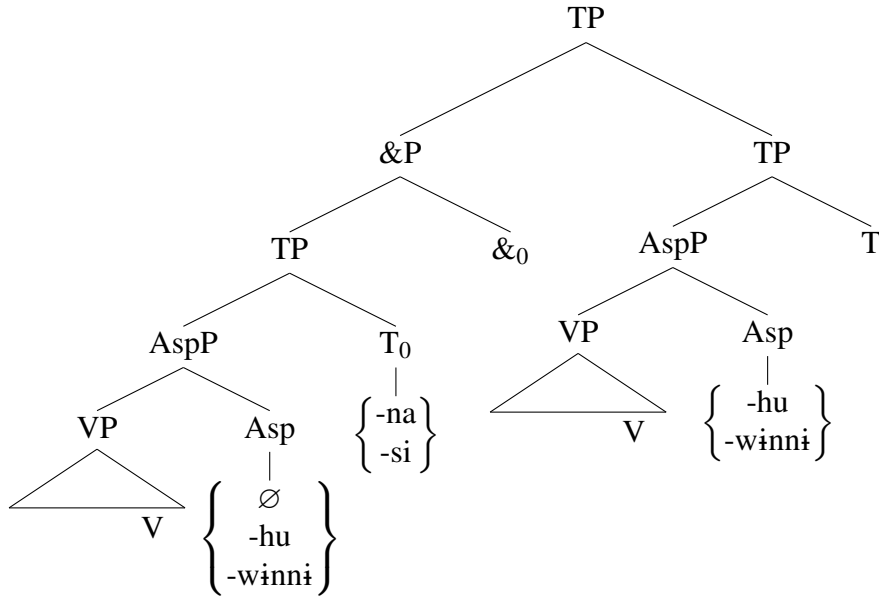 TP
&P TP
TP &₀ AspP T
AspP T₀ VP Asp
VP Asp -na -si V -hu -wɨnnɨ
V ∅ -hu -wɨnnɨ